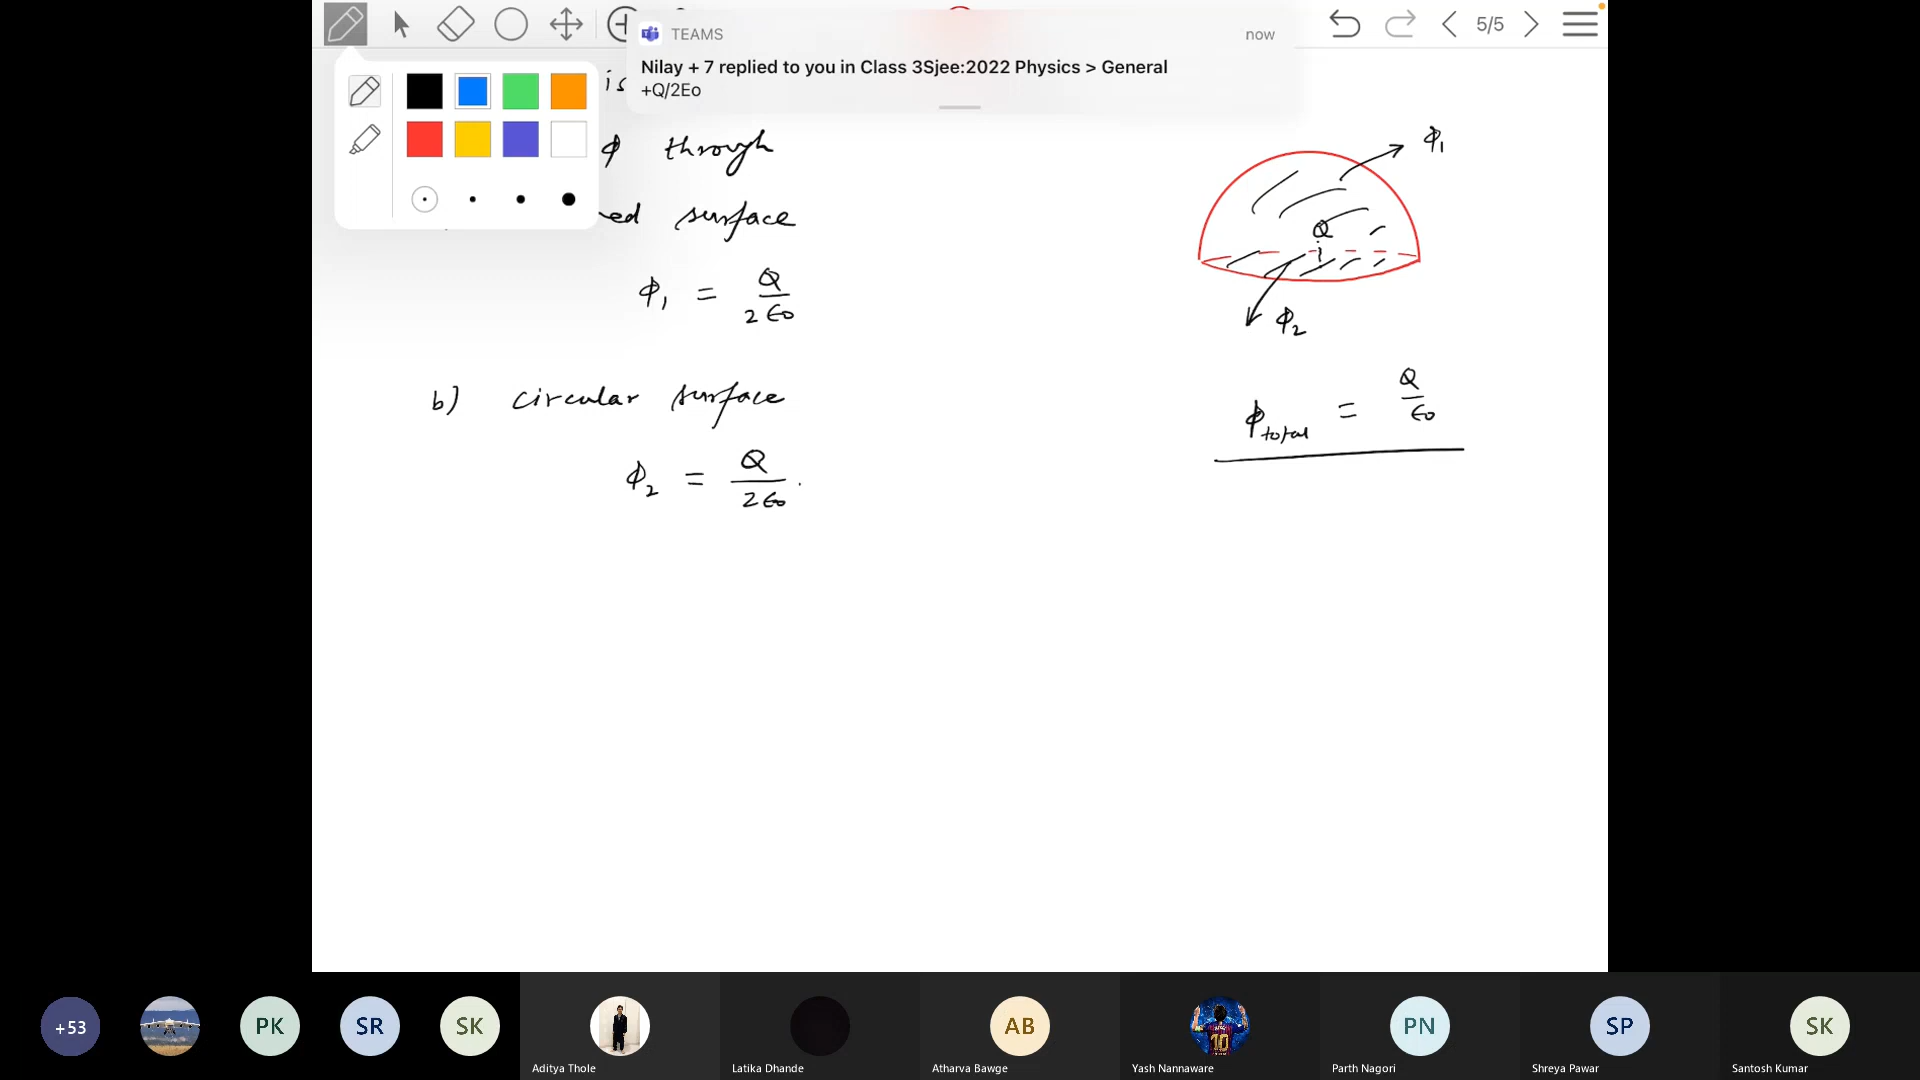 5/5
TEAMS
now
Nilay + 7 replied to you in Class 3Sjee:2022 Physics > General
+Q/2Eo
is
ϕ through
ed surface
ϕ₁ = Q / 2ϵ₀
b) circular surface
ϕ₂ = Q / 2ϵ₀.
ϕ₁
Q
ϕ₂
ϕtotal = Q / ϵ₀
+53
PK
SR
SK
AB
10
PN
SP
SK
Aditya Thole
Latika Dhande
Atharva Bawge
Yash Nannaware
Parth Nagori
Shreya Pawar
Santosh Kumar